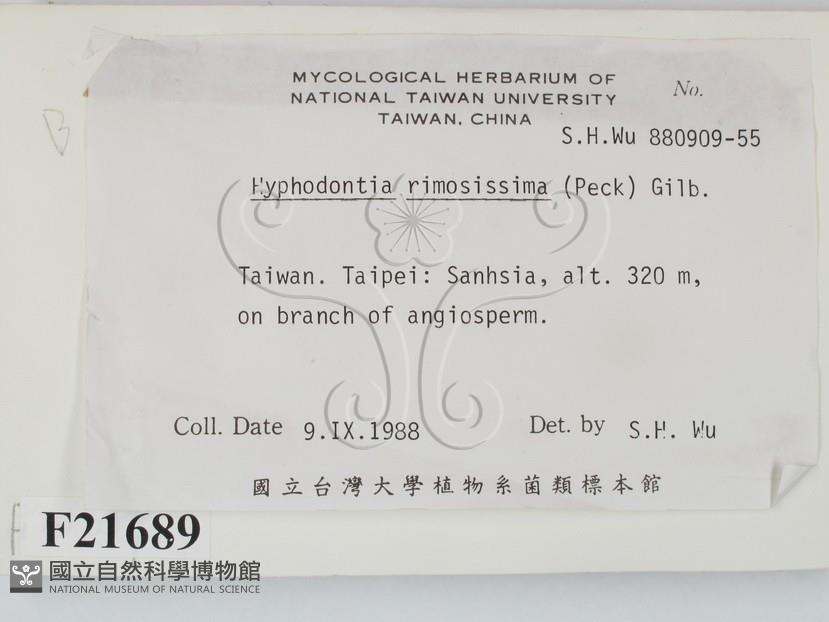 MYCOLOGICAL HERBARIUM OF
NATIONAL TAIWAN UNIVERSITY
TAIWAN, CHINA
No.
S.H.Wu 880909-55
Hyphodontia rimosissima (Peck) Gilb.
Taiwan. Taipei: Sanhsia, alt. 320 m,
on branch of angiosperm.
Coll. Date 9.IX.1988
Det. by S.H. Wu
國立台灣大學植物系菌類標本館
F21689
國立自然科學博物館
NATIONAL MUSEUM OF NATURAL SCIENCE